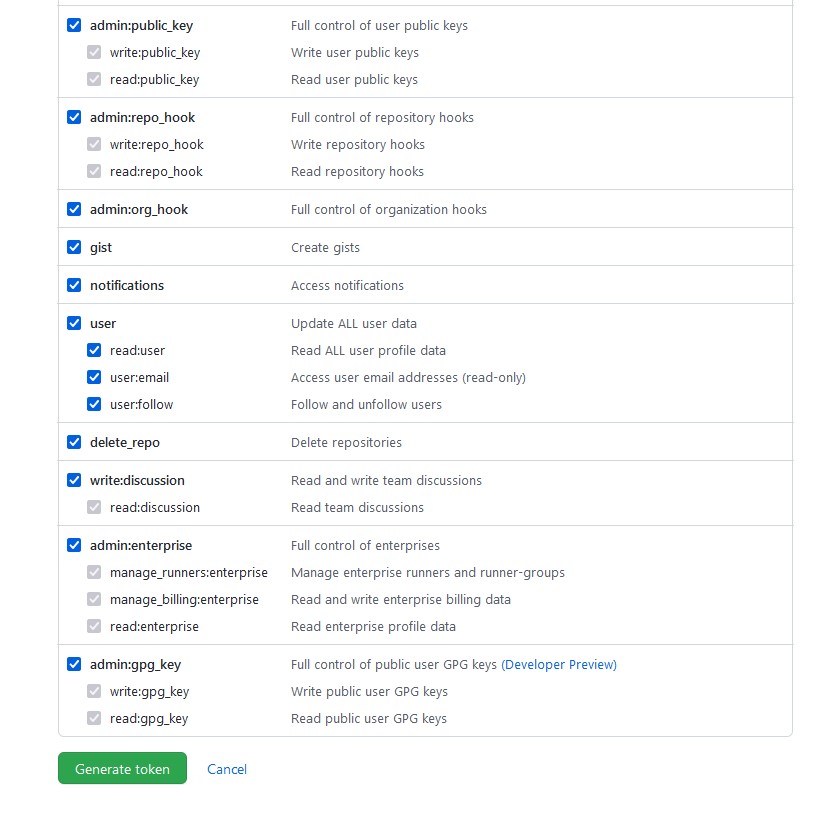 admin:public_key Full control of user public keys
write:public_key Write user public keys
read:public_key Read user public keys
admin:repo_hook Full control of repository hooks
write:repo_hook Write repository hooks
read:repo_hook Read repository hooks
admin:org_hook Full control of organization hooks
gist Create gists
notifications Access notifications
user Update ALL user data
read:user Read ALL user profile data
user:email Access user email addresses (read-only)
user:follow Follow and unfollow users
delete_repo Delete repositories
write:discussion Read and write team discussions
read:discussion Read team discussions
admin:enterprise Full control of enterprises
manage_runners:enterprise Manage enterprise runners and runner-groups
manage_billing:enterprise Read and write enterprise billing data
read:enterprise Read enterprise profile data
admin:gpg_key Full control of public user GPG keys (Developer Preview)
write:gpg_key Write public user GPG keys
read:gpg_key Read public user GPG keys
Generate token Cancel